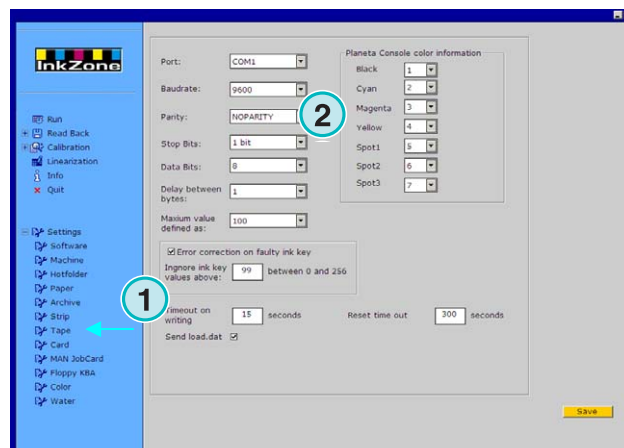 InkZone
Run
Read Back
Calibration
Linearization
Info
Quit
Settings
Software
Machine
Hotfolder
Paper
Archive
Strip
Tape
Card
MAN JobCard
Floppy KBA
Color
Water
1
Port: COM1
Baudrate: 9600
Parity: NOPARITY
2
Stop Bits: 1 bit
Data Bits: 8
Delay between bytes: 1
Maxium value defined as: 100
Error correction on faulty ink key
Ingnore ink key values above: 99 between 0 and 256
Timeout on writing 15 seconds
Reset time out 300 seconds
Send load.dat
Planeta Console color information
Black 1
Cyan 2
Magenta 3
Yellow 4
Spot1 5
Spot2 6
Spot3 7
Save